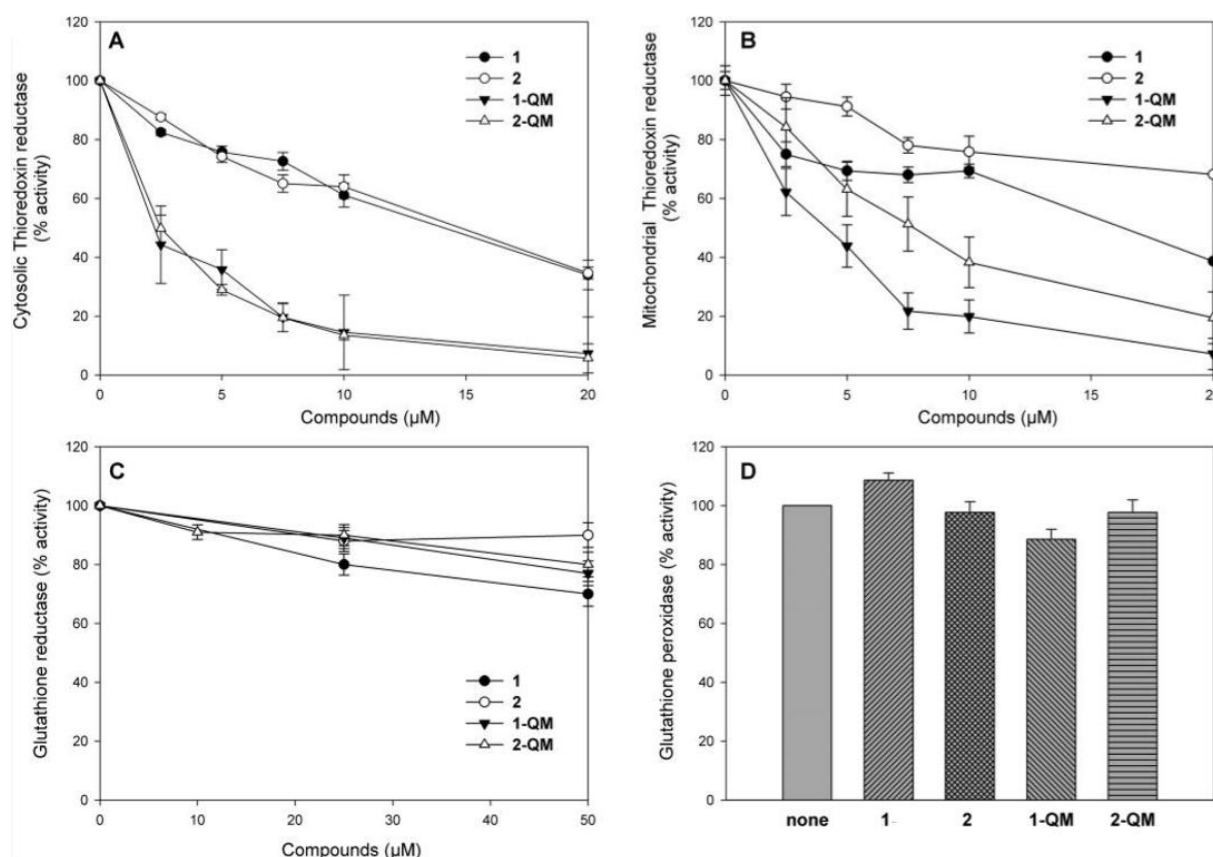 A
120
100
80
60
40
20
0
0
5
10
15
20
Cytosolic Thioredoxin reductase
(% activity)
Compounds (µM)
1
2
1-QM
2-QM
B
120
100
80
60
40
20
0
0
5
10
15
Mitochondrial Thioredoxin reductase
(% activity)
Compounds (µM)
1
2
1-QM
2-QM
C
120
100
80
60
40
20
0
0
10
20
30
40
50
Glutathione reductase (% activity)
Compounds (µM)
1
2
1-QM
2-QM
D
120
100
80
60
40
20
0
Glutathione peroxidase (% activity)
none
1
2
1-QM
2-QM